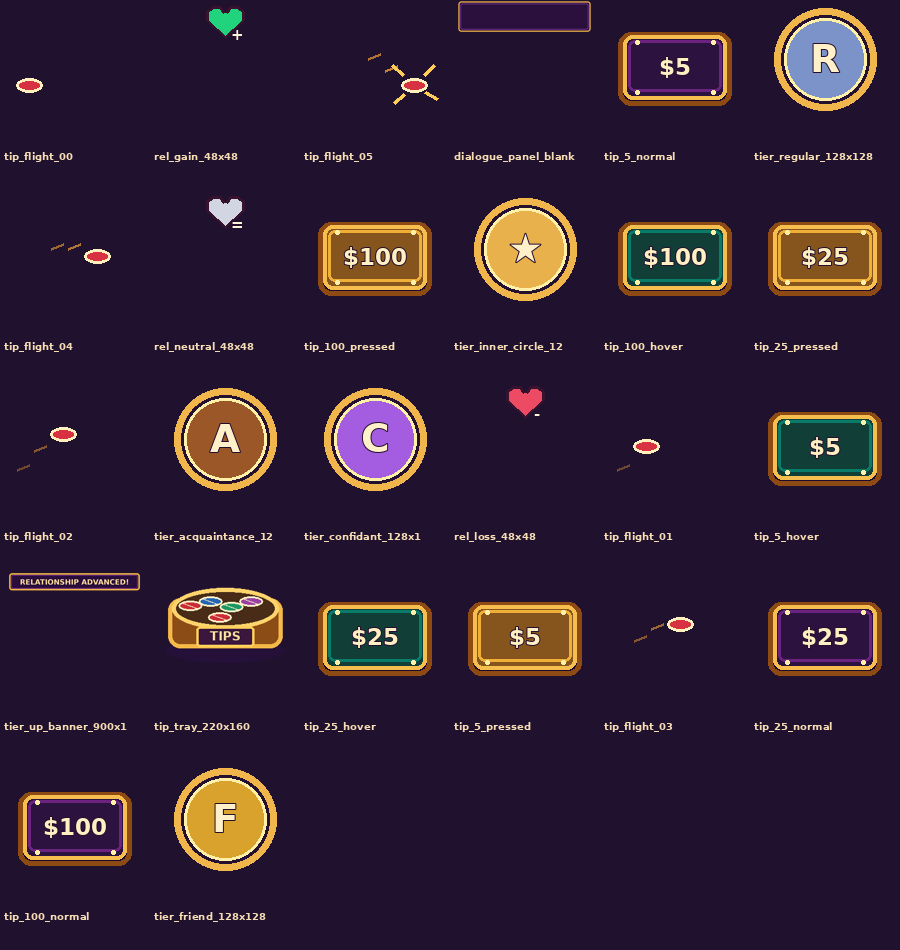 +
$5
R
tip_flight_00
rel_gain_48x48
tip_flight_05
dialogue_panel_blank
tip_5_normal
tier_regular_128x128
=
$100
$100
$25
tip_flight_04
rel_neutral_48x48
tip_100_pressed
tier_inner_circle_12
tip_100_hover
tip_25_pressed
A
C
-
$5
tip_flight_02
tier_acquaintance_12
tier_confidant_128x1
rel_loss_48x48
tip_flight_01
tip_5_hover
RELATIONSHIP ADVANCED!
TIPS
$25
$5
$25
tier_up_banner_900x1
tip_tray_220x160
tip_25_hover
tip_5_pressed
tip_flight_03
tip_25_normal
$100
F
tip_100_normal
tier_friend_128x128